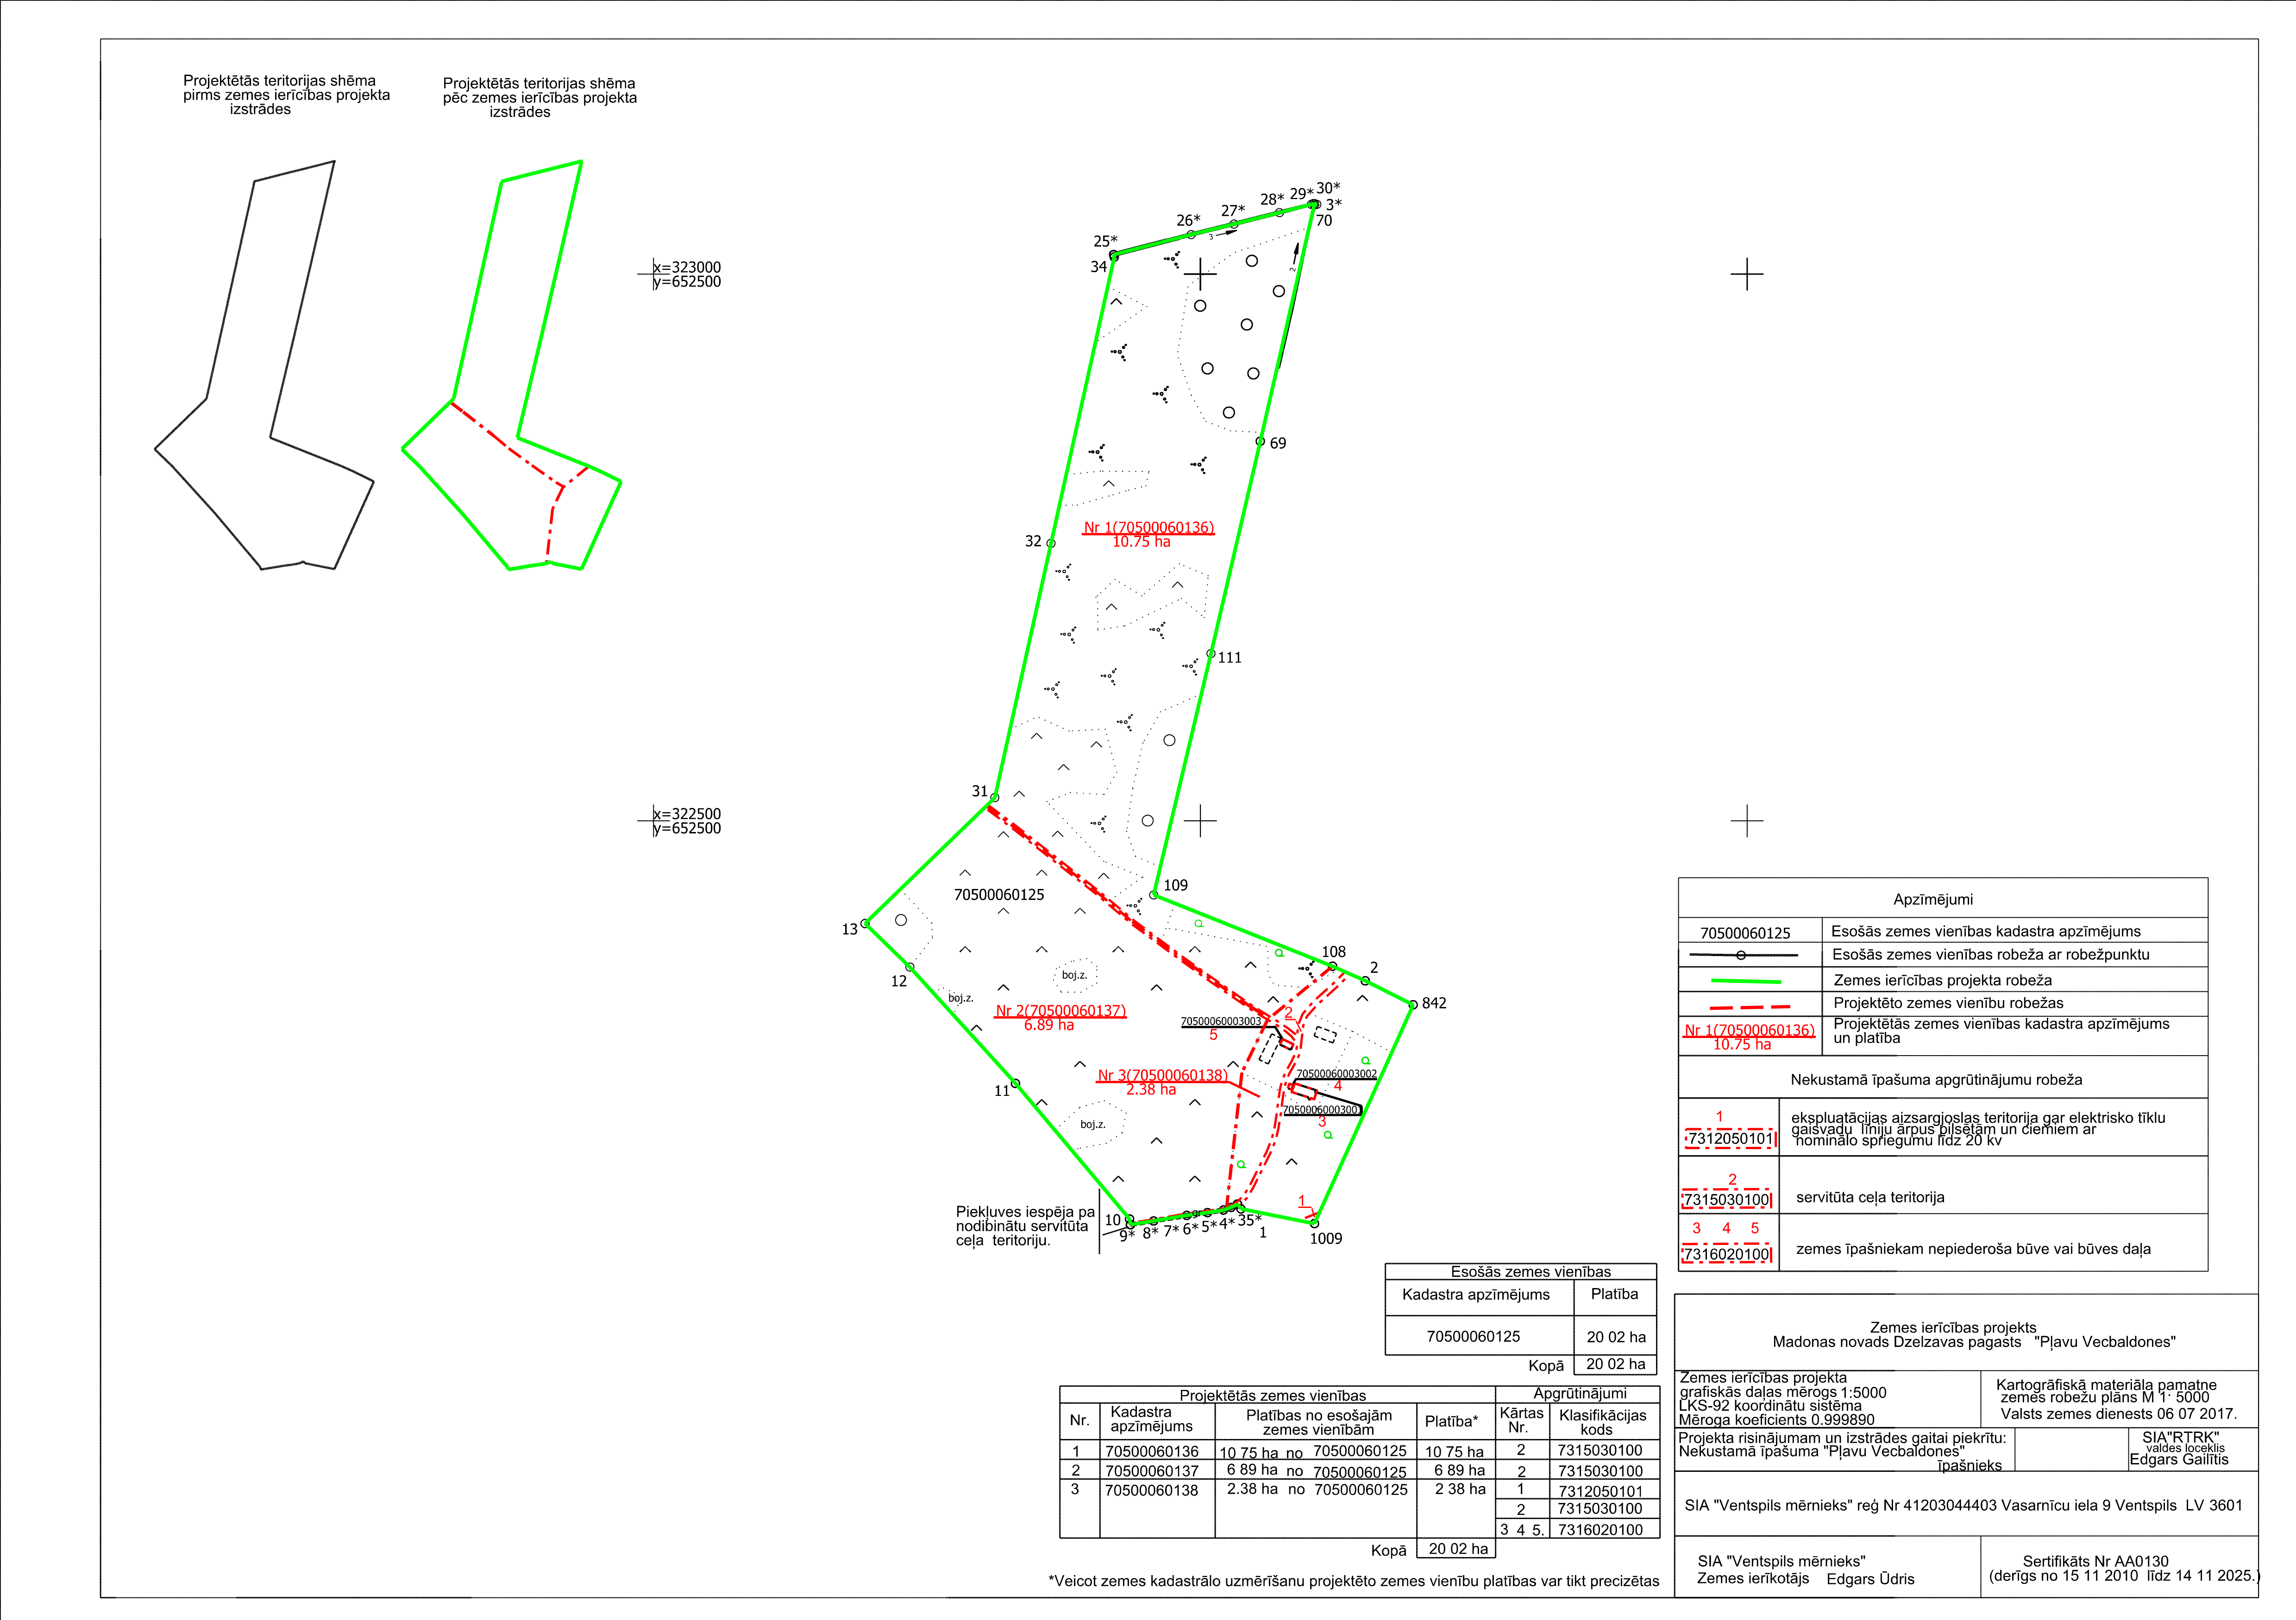 Projektētās teritorijas shēma
pirms zemes ierīcības projekta
izstrādes
Projektētās teritorijas shēma
pēc zemes ierīcības projekta
izstrādes
x=323000
y=652500
x=322500
y=652500
25*
34
26*
27*
28*
29*
30*
3*
70
3
2
69
32
Nr 1(70500060136)
10.75 ha
111
31
109
70500060125
13
12
108
2
842
boj.z.
boj.z.
Nr 2(70500060137)
6.89 ha
70500060003003
5
2
Nr 3(70500060138)
2.38 ha
70500060003002
4
11
7050006000300
3
boj.z.
1
Piekļuves iespēja pa
nodibinātu servitūta
ceļa teritoriju.
10
9*
8*
7*
6*
5*
4*
35*
1
1009
Apzīmējumi
70500060125
Esošās zemes vienības kadastra apzīmējums
Esošās zemes vienības robeža ar robežpunktu
Zemes ierīcības projekta robeža
Projektēto zemes vienību robežas
Nr 1(70500060136)
10.75 ha
Projektētās zemes vienības kadastra apzīmējums
un platība
Nekustamā īpašuma apgrūtinājumu robeža
1
7312050101
ekspluatācijas aizsargjoslas teritorija gar elektrisko tīklu
gaisvadu līniju ārpus pilsētām un ciemiem ar
nominālo spriegumu līdz 20 kv
2
7315030100
servitūta ceļa teritorija
3 4 5
7316020100
zemes īpašniekam nepiederoša būve vai būves daļa
Esošās zemes vienības
Kadastra apzīmējums Platība
70500060125 20 02 ha
Kopā 20 02 ha
Projektētās zemes vienības Apgrūtinājumi
Nr. Kadastra apzīmējums Platības no esošajām zemes vienībām Platība* Kārtas Nr. Klasifikācijas kods
1 70500060136 10 75 ha no 70500060125 10 75 ha 2 7315030100
2 70500060137 6 89 ha no 70500060125 6 89 ha 2 7315030100
3 70500060138 2.38 ha no 70500060125 2 38 ha 1 7312050101
2 7315030100
3 4 5. 7316020100
Kopā 20 02 ha
*Veicot zemes kadastrālo uzmērīšanu projektēto zemes vienību platības var tikt precizētas
Zemes ierīcības projekts
Madonas novads Dzelzavas pagasts "Pļavu Vecbaldones"
Zemes ierīcības projekta
grafiskās daļas mērogs 1:5000
LKS-92 koordinātu sistēma
Mēroga koeficients 0.999890
Kartogrāfiskā materiāla pamatne
zemes robežu plāns M 1: 5000
Valsts zemes dienests 06 07 2017.
Projekta risinājumam un izstrādes gaitai piekrītu:
Nekustamā īpašuma "Pļavu Vecbaldones"
īpašnieks
SIA"RTRK"
valdes loceklis
Edgars Gailītis
SIA "Ventspils mērnieks" reģ Nr 41203044403 Vasarnīcu iela 9 Ventspils LV 3601
SIA "Ventspils mērnieks"
Zemes ierīkotājs Edgars Ūdris
Sertifikāts Nr AA0130
(derīgs no 15 11 2010 līdz 14 11 2025.)